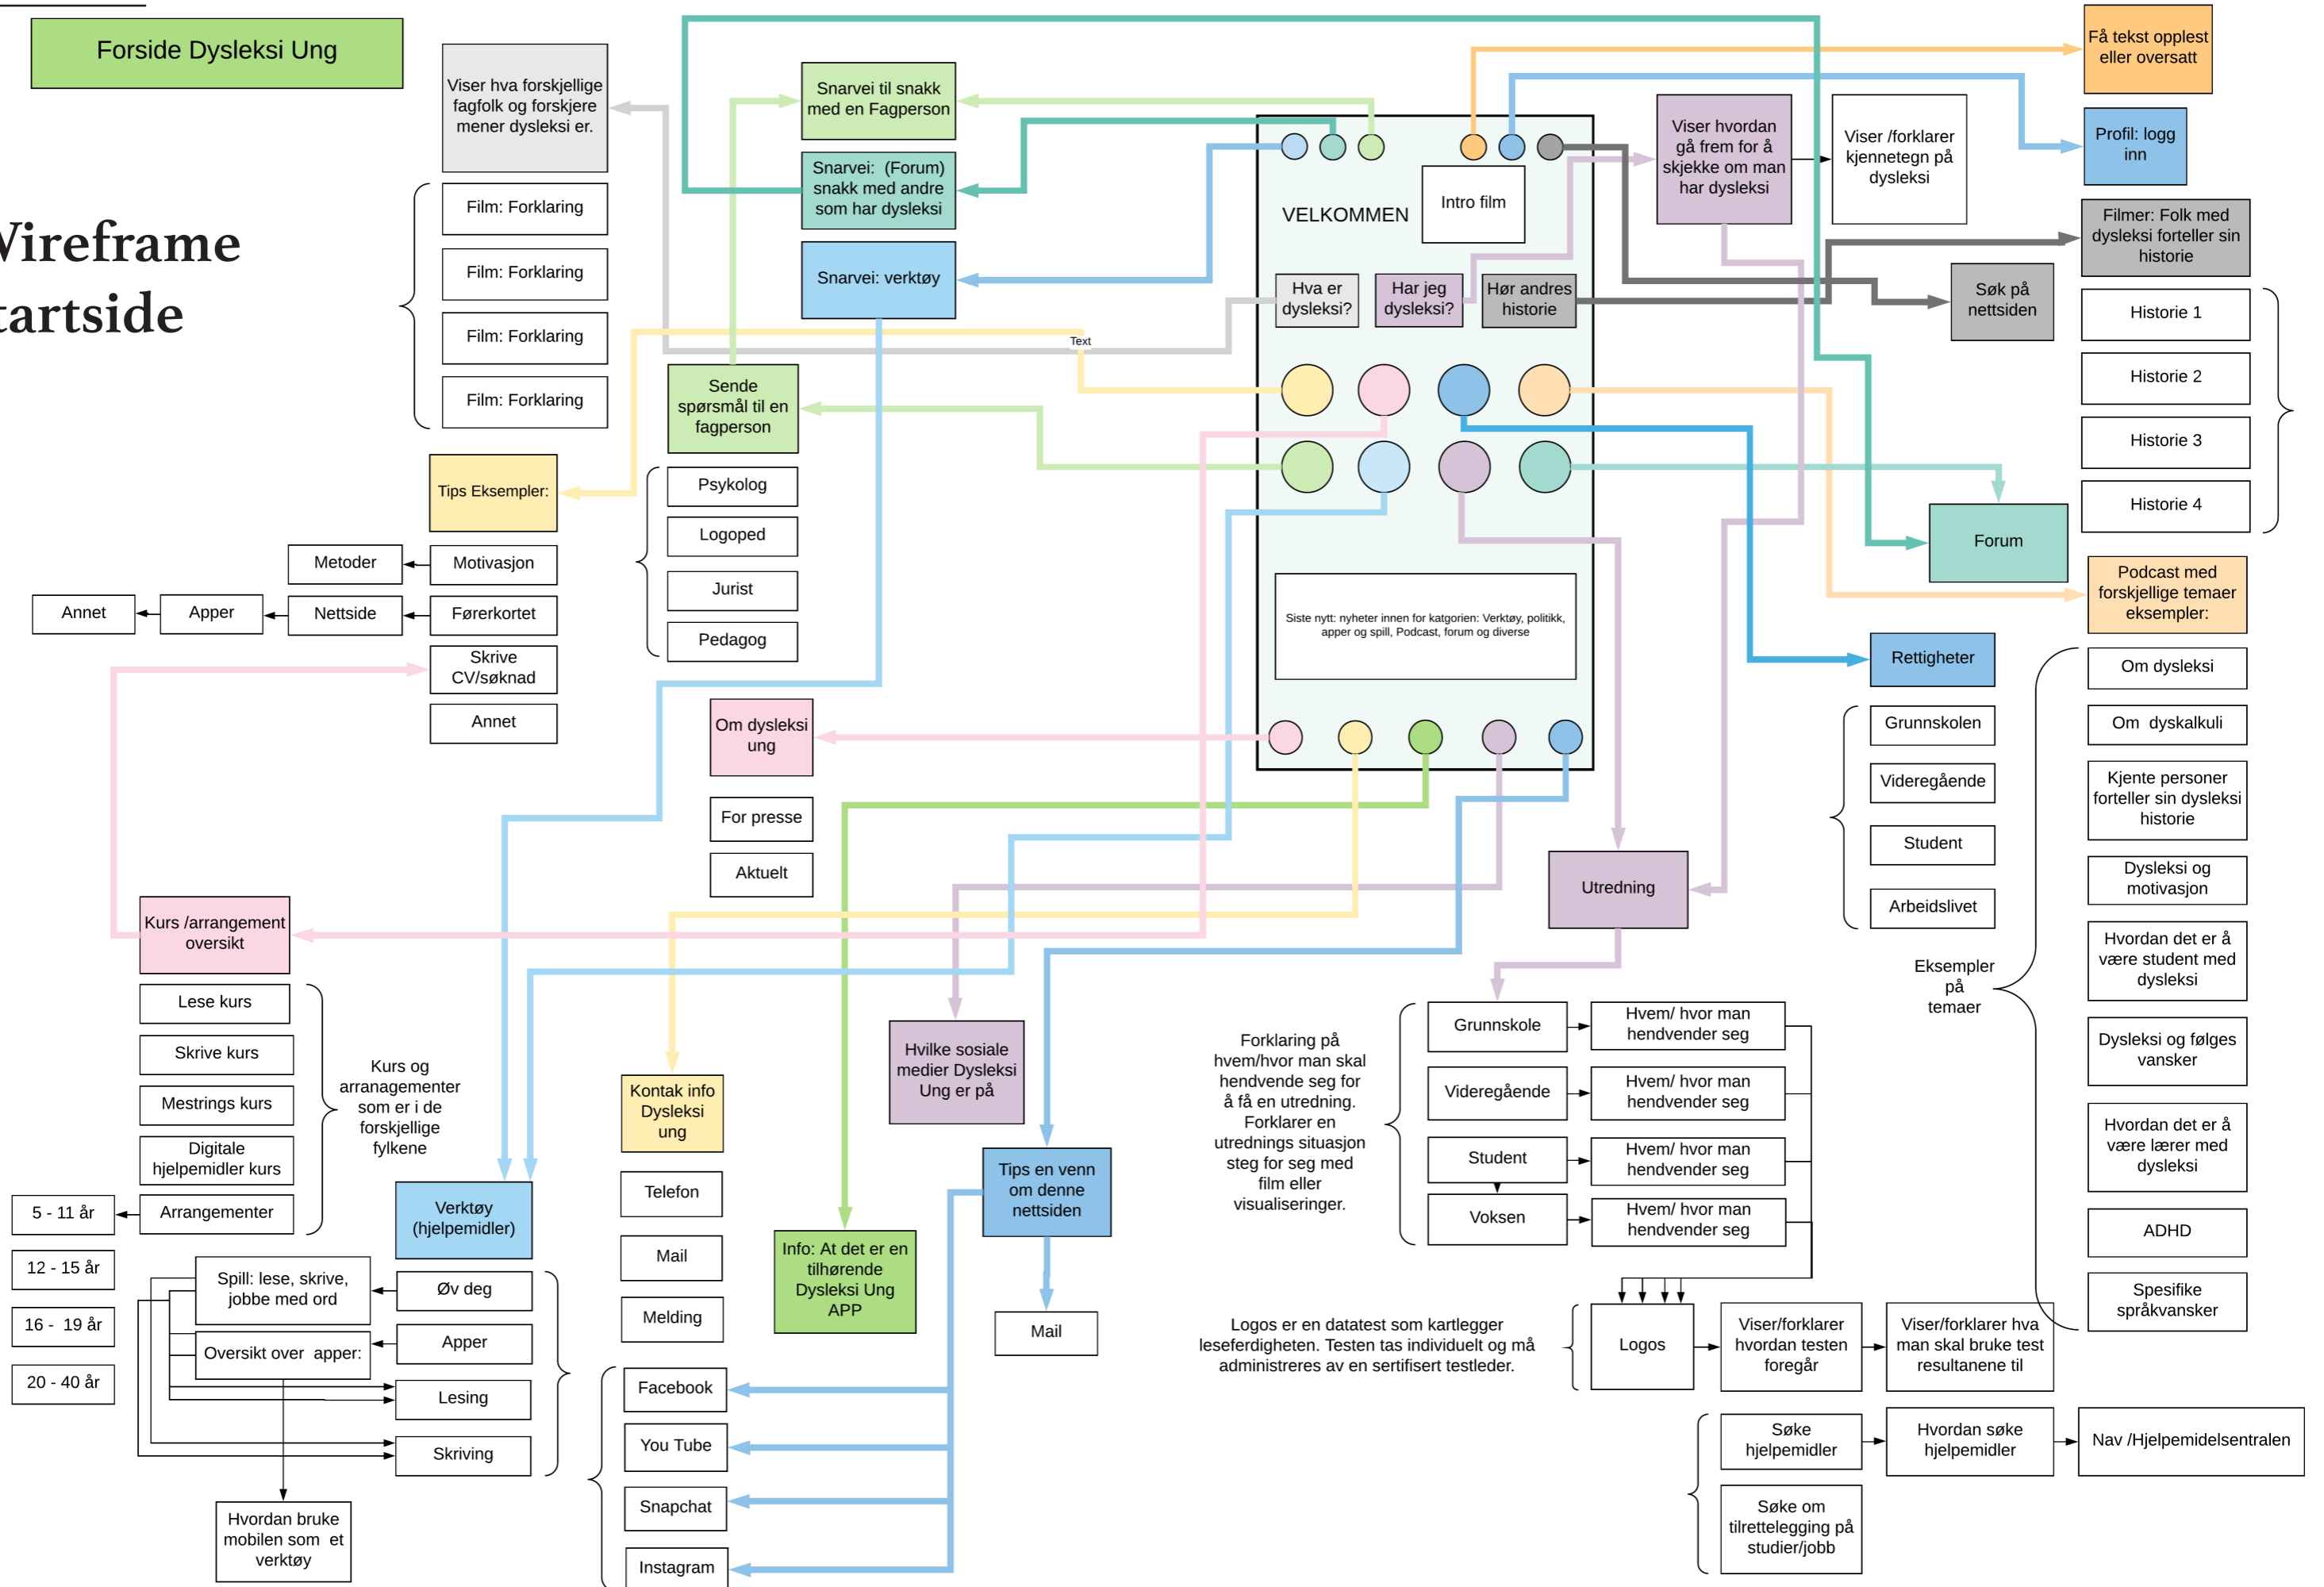 Forside Dysleksi Ung
Wireframe
startside
Viser hva forskjellige
fagfolk og forskjere
mener dysleksi er.
Film: Forklaring
Film: Forklaring
Film: Forklaring
Film: Forklaring
Snarvei til snakk
med en Fagperson
Snarvei: (Forum)
snakk med andre
som har dysleksi
Snarvei: verktøy
VELKOMMEN
Intro film
Hva er
dysleksi?
Har jeg
dysleksi?
Hør andres
historie
Siste nytt: nyheter innen for katgorien: Verktøy, politikk,
apper og spill, Podcast, forum og diverse
Viser hvordan
gå frem for å
skjekke om man
har dysleksi
Viser /forklarer
kjennetegn på
dysleksi
Få tekst opplest
eller oversatt
Profil: logg
inn
Filmer: Folk med
dysleksi forteller sin
historie
Søk på
nettsiden
Historie 1
Historie 2
Historie 3
Historie 4
Text
Sende
spørsmål til en
fagperson
Psykolog
Logoped
Jurist
Pedagog
Tips Eksempler:
Metoder
Motivasjon
Annet
Apper
Nettside
Førerkortet
Skrive
CV/søknad
Annet
Forum
Podcast med
forskjellige temaer
eksempler:
Om dysleksi
Om dyskalkuli
Kjente personer
forteller sin dysleksi
historie
Dysleksi og
motivasjon
Hvordan det er å
være student med
dysleksi
Dysleksi og følges
vansker
Hvordan det er å
være lærer med
dysleksi
ADHD
Spesifike
språkvansker
Eksempler
på
temaer
Rettigheter
Grunnskolen
Videregående
Student
Arbeidslivet
Om dysleksi
ung
For presse
Aktuelt
Utredning
Kurs /arrangement
oversikt
Lese kurs
Skrive kurs
Mestrings kurs
Digitale
hjelpemidler kurs
Arrangementer
Kurs og
arranagementer
som er i de
forskjellige
fylkene
5 - 11 år
12 - 15 år
16 - 19 år
20 - 40 år
Verktøy
(hjelpemidler)
Øv deg
Apper
Lesing
Skriving
Spill: lese, skrive,
jobbe med ord
Oversikt over apper:
Hvordan bruke
mobilen som et
verktøy
Kontak info
Dysleksi
ung
Telefon
Mail
Melding
Facebook
You Tube
Snapchat
Instagram
Hvilke sosiale
medier Dysleksi
Ung er på
Info: At det er en
tilhørende
Dysleksi Ung
APP
Tips en venn
om denne
nettsiden
Mail
Forklaring på
hvem/hvor man skal
hendvende seg for
å få en utredning.
Forklarer en
utrednings situasjon
steg for seg med
film eller
visualiseringer.
Grunnskole
Hvem/ hvor man
hendvender seg
Videregående
Hvem/ hvor man
hendvender seg
Student
Hvem/ hvor man
hendvender seg
Voksen
Hvem/ hvor man
hendvender seg
Logos er en datatest som kartlegger
leseferdigheten. Testen tas individuelt og må
administreres av en sertifisert testleder.
Logos
Viser/forklarer
hvordan testen
foregår
Viser/forklarer hva
man skal bruke test
resultanene til
Søke
hjelpemidler
Hvordan søke
hjelpemidler
Nav /Hjelpemidelsentralen
Søke om
tilrettelegging på
studier/jobb